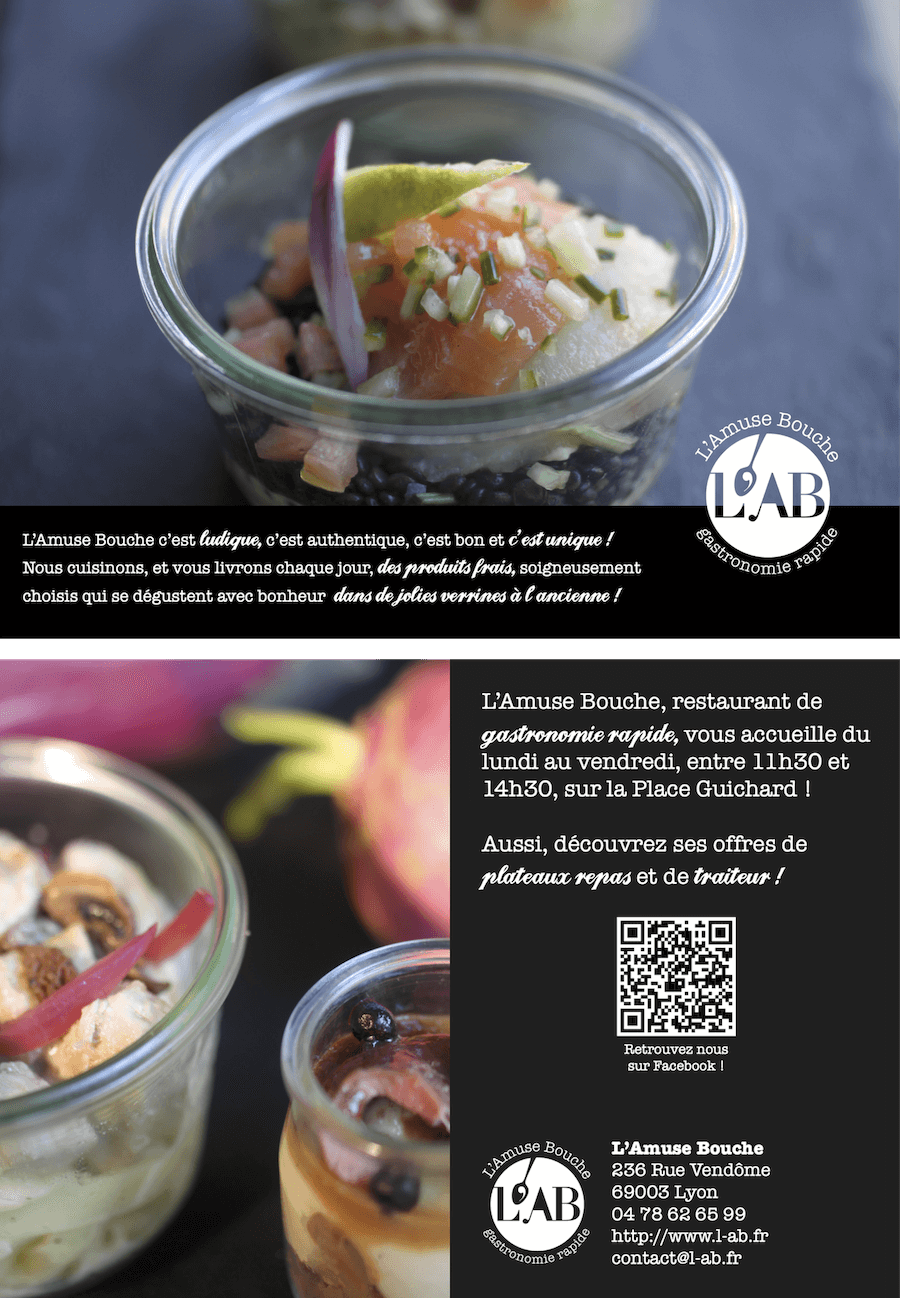 L'Amuse Bouche
L'AB
gastronomie rapide
L'Amuse Bouche c'est ludique, c'est authentique, c'est bon et c'est unique !
Nous cuisinons, et vous livrons chaque jour, des produits frais, soigneusement
choisis qui se dégustent avec bonheur dans de jolies verrines à l'ancienne !
L'Amuse Bouche, restaurant de
gastronomie rapide, vous accueille du
lundi au vendredi, entre 11h30 et
14h30, sur la Place Guichard !
Aussi, découvrez ses offres de
plateaux repas et de traiteur !
Retrouvez nous
sur Facebook !
L'Amuse Bouche
L'AB
gastronomie rapide
L'Amuse Bouche
236 Rue Vendôme
69003 Lyon
04 78 62 65 99
http://www.l-ab.fr
contact@l-ab.fr